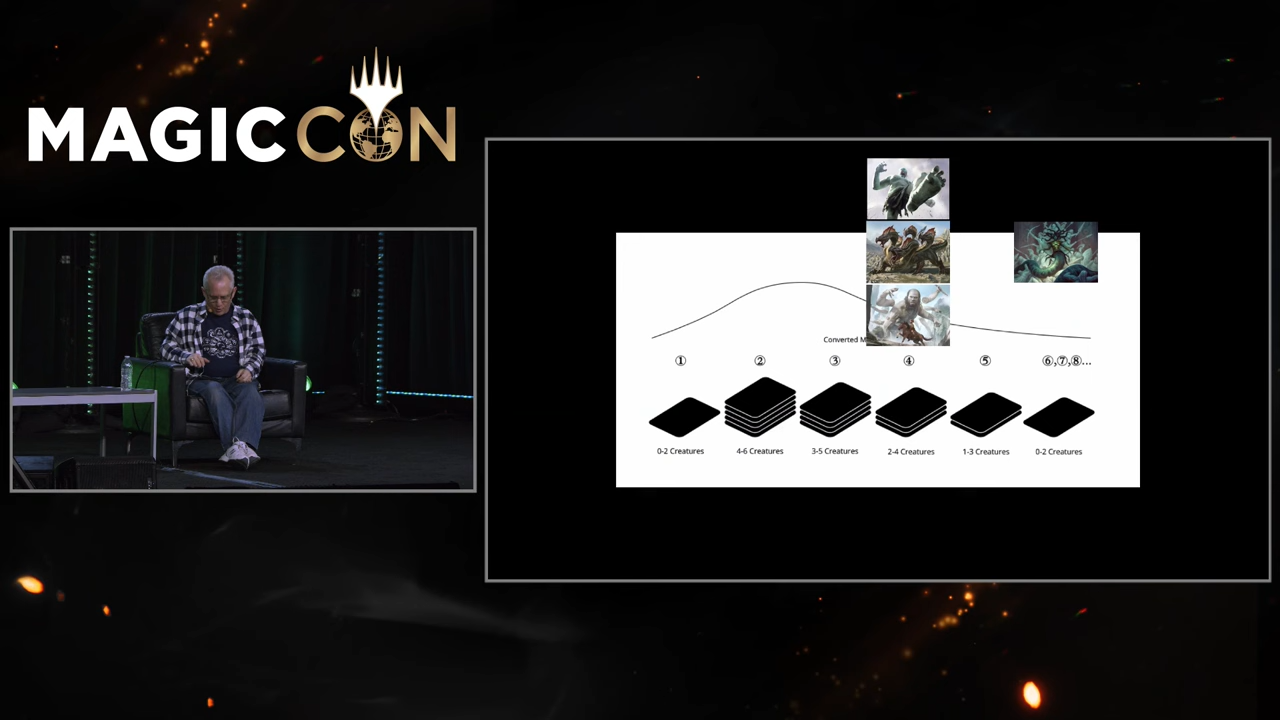 MAGICCON
Converted M
①
②
③
④
⑤
⑥,⑦,⑧...
0-2 Creatures
4-6 Creatures
3-5 Creatures
2-4 Creatures
1-3 Creatures
0-2 Creatures